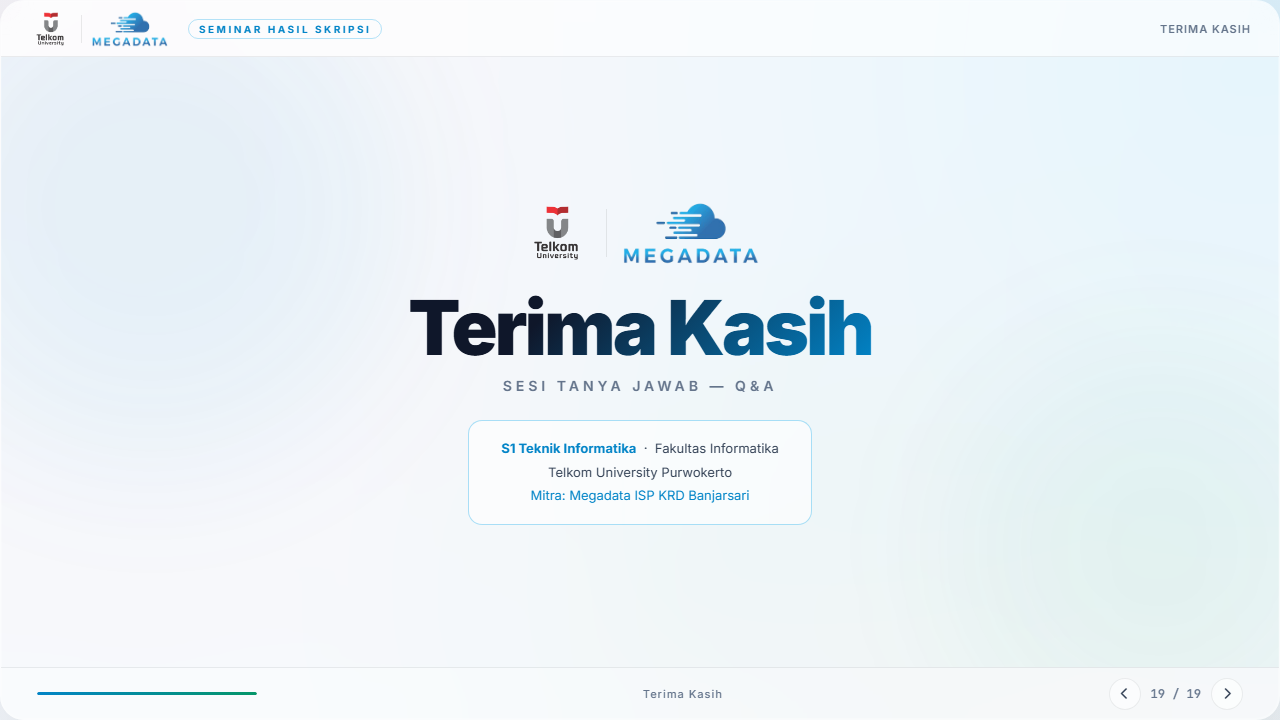 Telkom
University
MEGADATA
SEMINAR HASIL SKRIPSI
TERIMA KASIH
Telkom
University
MEGADATA
Terima Kasih
SESI TANYA JAWAB — Q&A
S1 Teknik Informatika · Fakultas Informatika
Telkom University Purwokerto
Mitra: Megadata ISP KRD Banjarsari
Terima Kasih
19 / 19